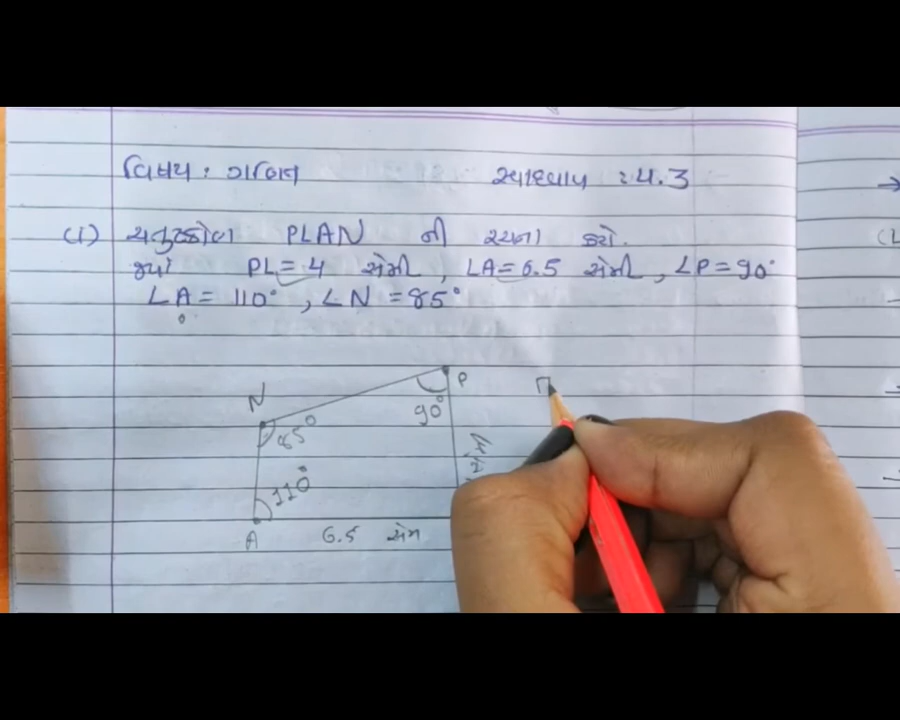 વિષય : ગણિત સ્વાધ્યાય : 4.3
(i) ચતુષ્કોણ PLAN ની રચના કરો.
જ્યાં PL = 4 સેમી , LA = 6.5 સેમી , ∠P = 90°
∠A = 110° , ∠N = 85°
N P
90°
85°
110°
A 6.5 સેમ